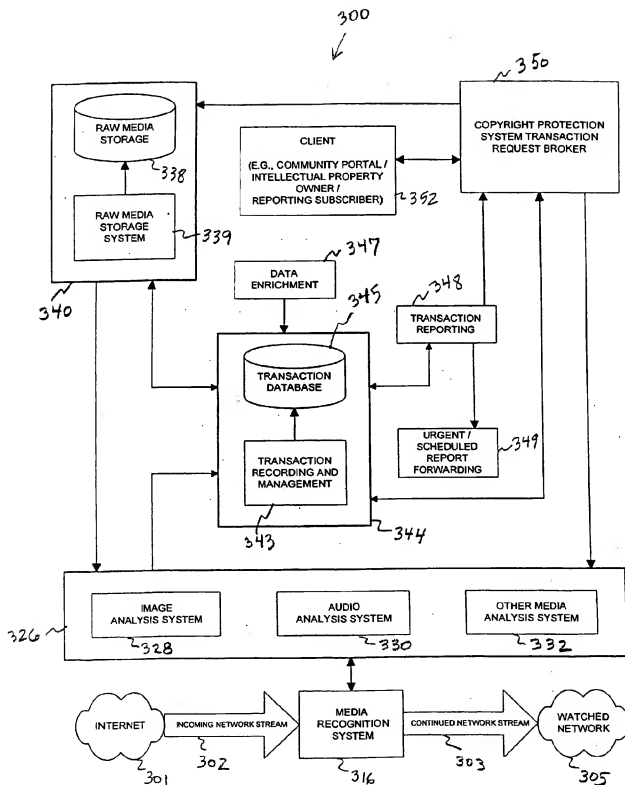 300
350
RAW MEDIA
STORAGE
338
RAW MEDIA
STORAGE
SYSTEM
339
340
CLIENT
(E.G., COMMUNITY PORTAL /
INTELLECTUAL PROPERTY
OWNER /
REPORTING SUBSCRIBER)
352
COPYRIGHT PROTECTION
SYSTEM TRANSACTION
REQUEST BROKER
347
DATA
ENRICHMENT
345
348
TRANSACTION
REPORTING
TRANSACTION
DATABASE
TRANSACTION
RECORDING AND
MANAGEMENT
343
344
URGENT /
SCHEDULED
REPORT
FORWARDING
349
326
IMAGE
ANALYSIS SYSTEM
328
AUDIO
ANALYSIS SYSTEM
330
OTHER MEDIA
ANALYSIS SYSTEM
332
INTERNET
301
INCOMING NETWORK STREAM
302
MEDIA
RECOGNITION
SYSTEM
316
CONTINUED NETWORK STREAM
303
WATCHED
NETWORK
305